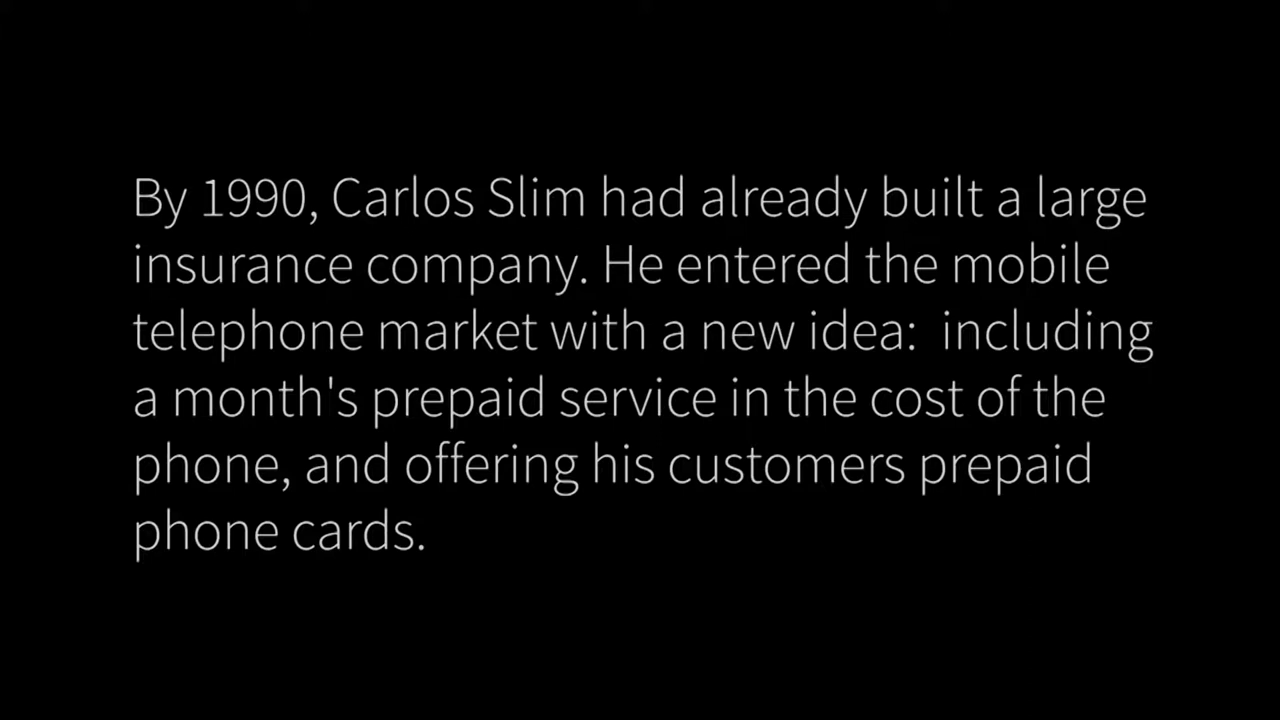 By 1990, Carlos Slim had already built a large
insurance company. He entered the mobile
telephone market with a new idea:  including
a month's prepaid service in the cost of the
phone, and offering his customers prepaid
phone cards.